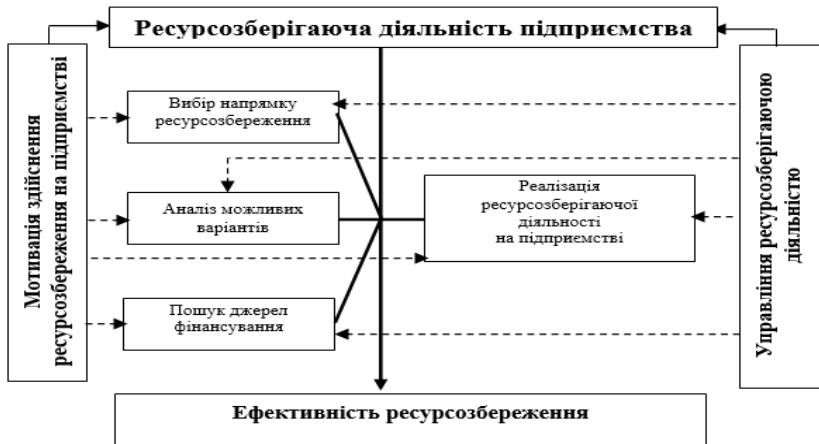 Ресурсозберігаюча діяльність підприємства
Мотивація здійснення
ресурсозбереження на підприємстві
Вибір напрямку
ресурсозбереження
Аналіз можливих
варіантів
Пошук джерел
фінансування
Реалізація
ресурсозберігаючої
діяльності
на підприємстві
Управління ресурсозберігаючою
діяльністю
Ефективність ресурсозбереження